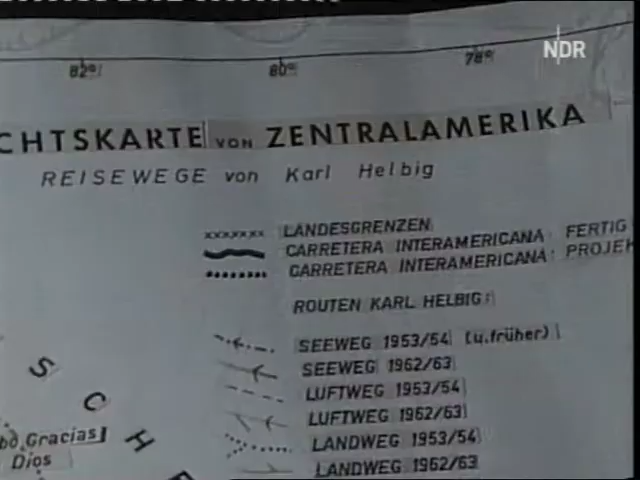 NDR
82° 80° 78°
CHTSKARTE VON ZENTRALAMERIKA
REISEWEGE von Karl Helbig
LANDESGRENZEN
CARRETERA INTERAMERICANA: FERTIG
CARRETERA INTERAMERICANA: PROJEK
ROUTEN KARL HELBIG:
SEEWEG 1953/54 (u.früher)
SEEWEG 1962/63
LUFTWEG 1953/54
LUFTWEG 1962/63
LANDWEG 1953/54
LANDWEG 1962/63
S C H
Gracias
Dios